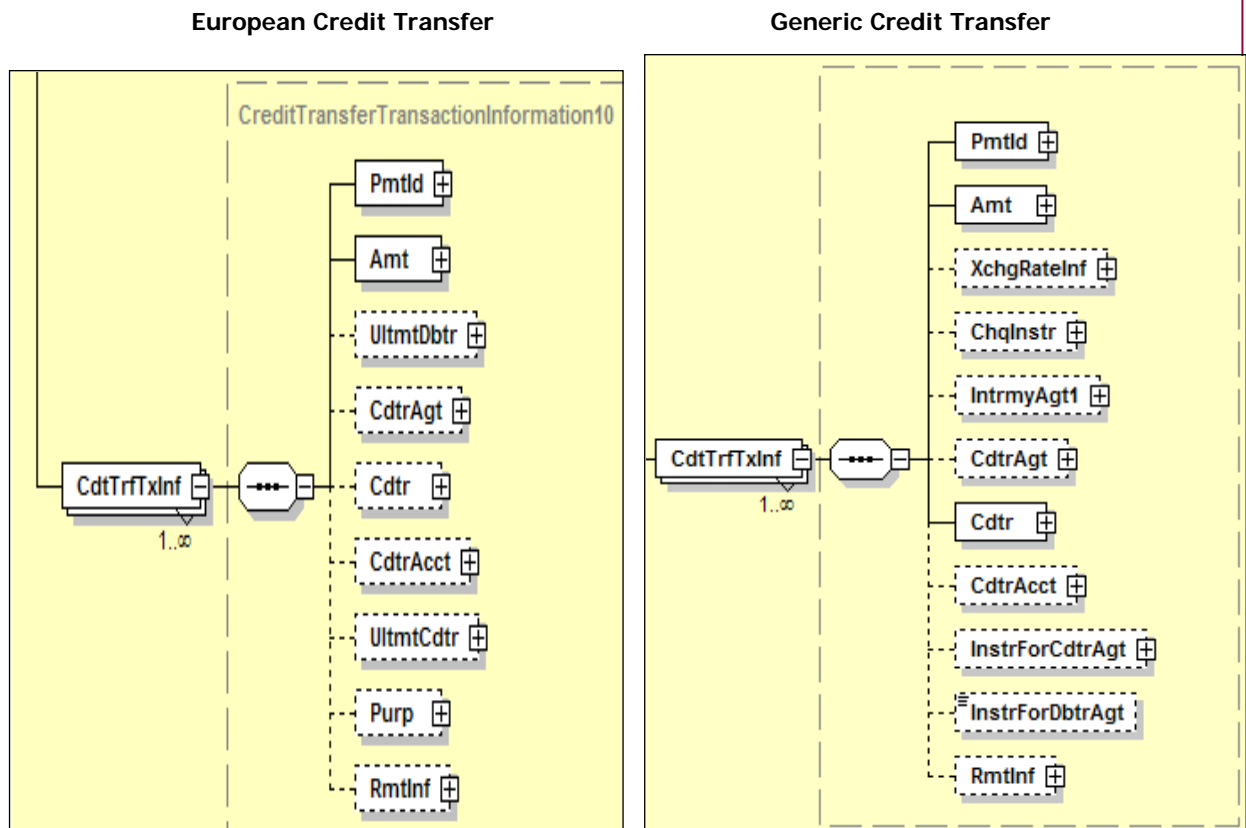 European Credit Transfer
CreditTransferTransactionInformation10
PmtId
Amt
UltmtDbtr
CdtrAgt
CdtTrfTxInf
1..∞
Cdtr
CdtrAcct
UltmtCdtr
Purp
RmtInf
Generic Credit Transfer
PmtId
Amt
XchgRateInf
ChqInstr
IntrmyAgt1
CdtTrfTxInf
1..∞
CdtrAgt
Cdtr
CdtrAcct
InstrForCdtrAgt
InstrForDbtrAgt
RmtInf